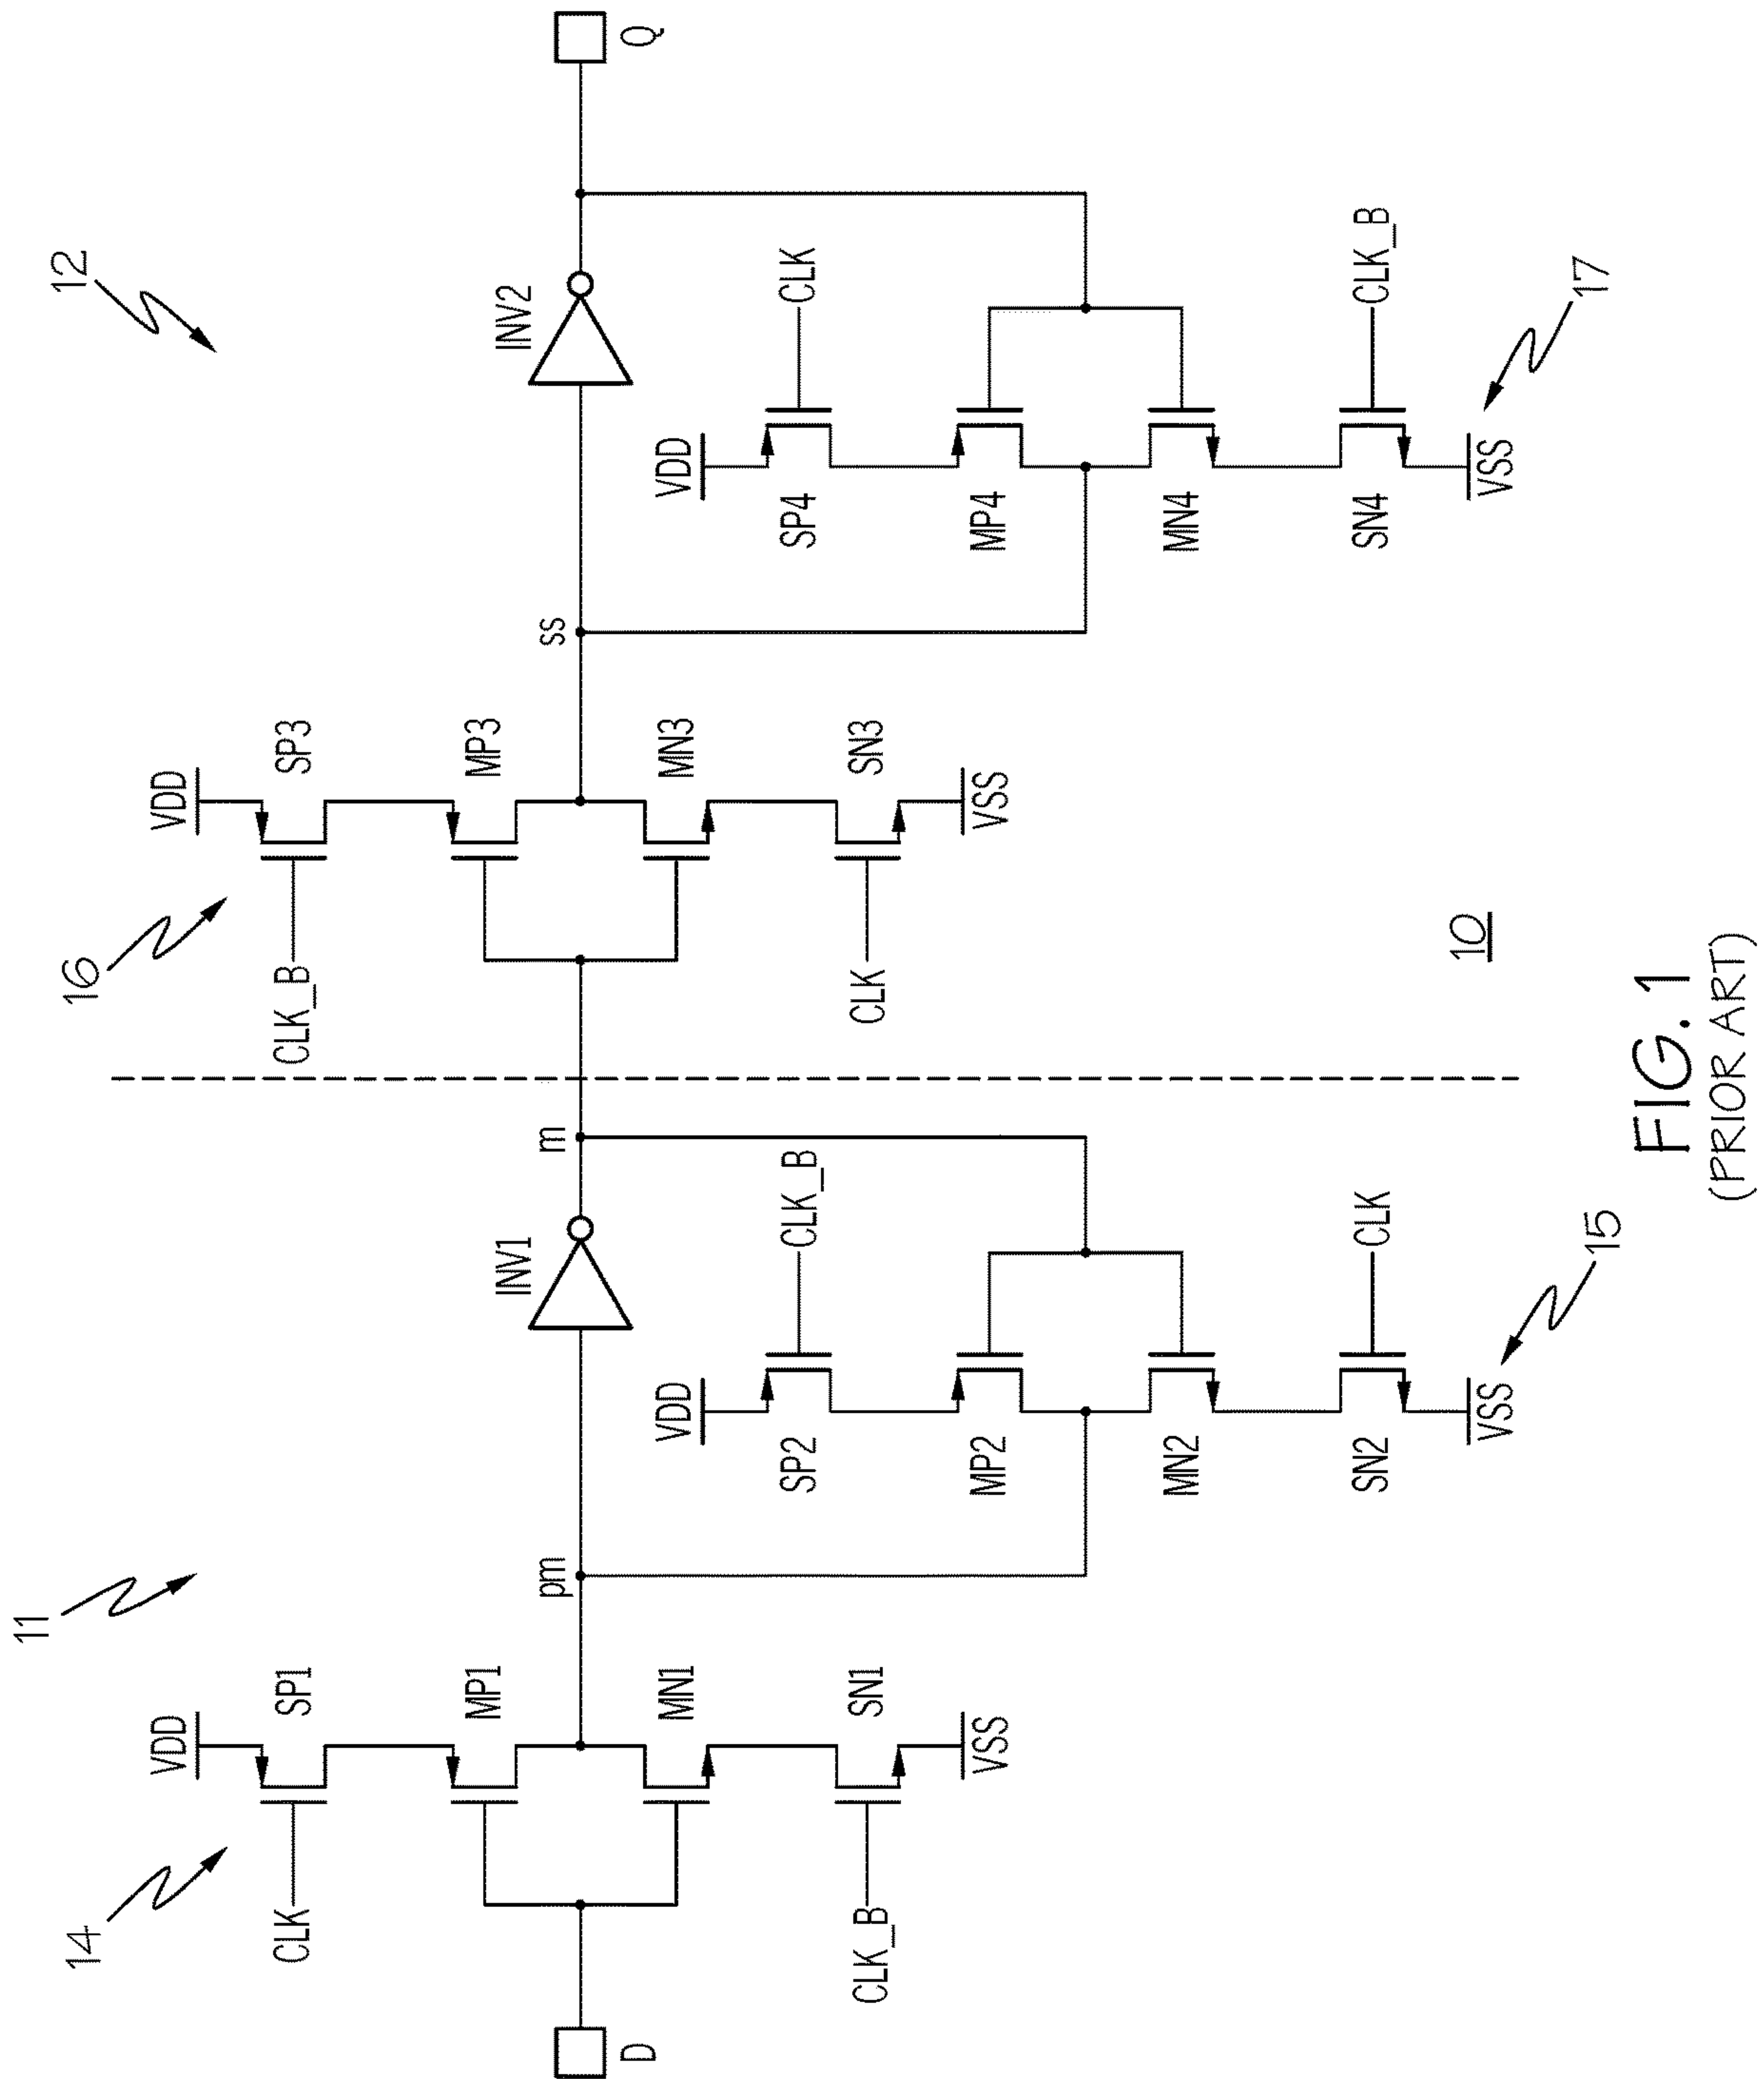 11
12
14
16
VDD
VDD
CLK
SP1
CLK_B
SP3
MP1
MP3
D
pm
INV1
m
ss
INV2
Q
MN1
MN3
VDD
CLK_B
VDD
CLK
SP2
SP4
CLK_B
SN1
CLK
SN3
VSS
VSS
MP2
MP4
MN2
MN4
SN2
CLK
SN4
CLK_B
VSS
VSS
15
10
17
FIG. 1
(PRIOR ART)